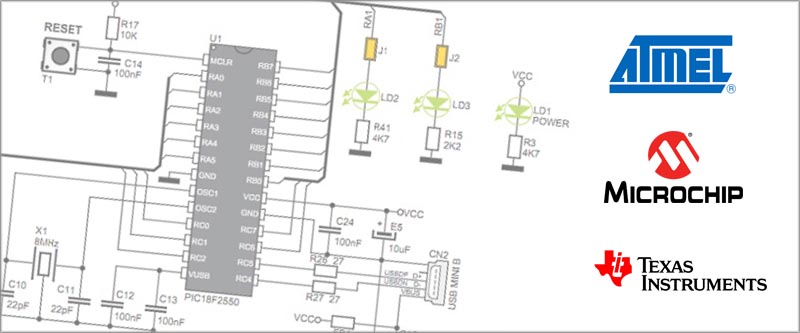 RESET
R17
10K
C14
100nF
T1
U1
MCLR
RA0
RA1
RA2
RA3
RA4
RA5
GND
OSC1
OSC2
RC0
RC1
RC2
VUSB
RB7
RB6
RB5
RB4
RB3
RB2
RB1
RB0
VCC
GND
RC7
RC6
RC5
RC4
PIC18F2550
X1
8MHz
C10
22pF
C11
22pF
C12
100nF
C13
100nF
RA1
J1
LD2
R41
4K7
RB1
J2
LD3
R15
2K2
VCC
LD1
POWER
R3
4K7
VCC
C24
100nF
E5
10uF
CN2
USB MINI B
R26 27
R27 27
USBDP D+
USBDN D-
VBUS
VCC
ATMEL
®
MICROCHIP
TEXAS
INSTRUMENTS